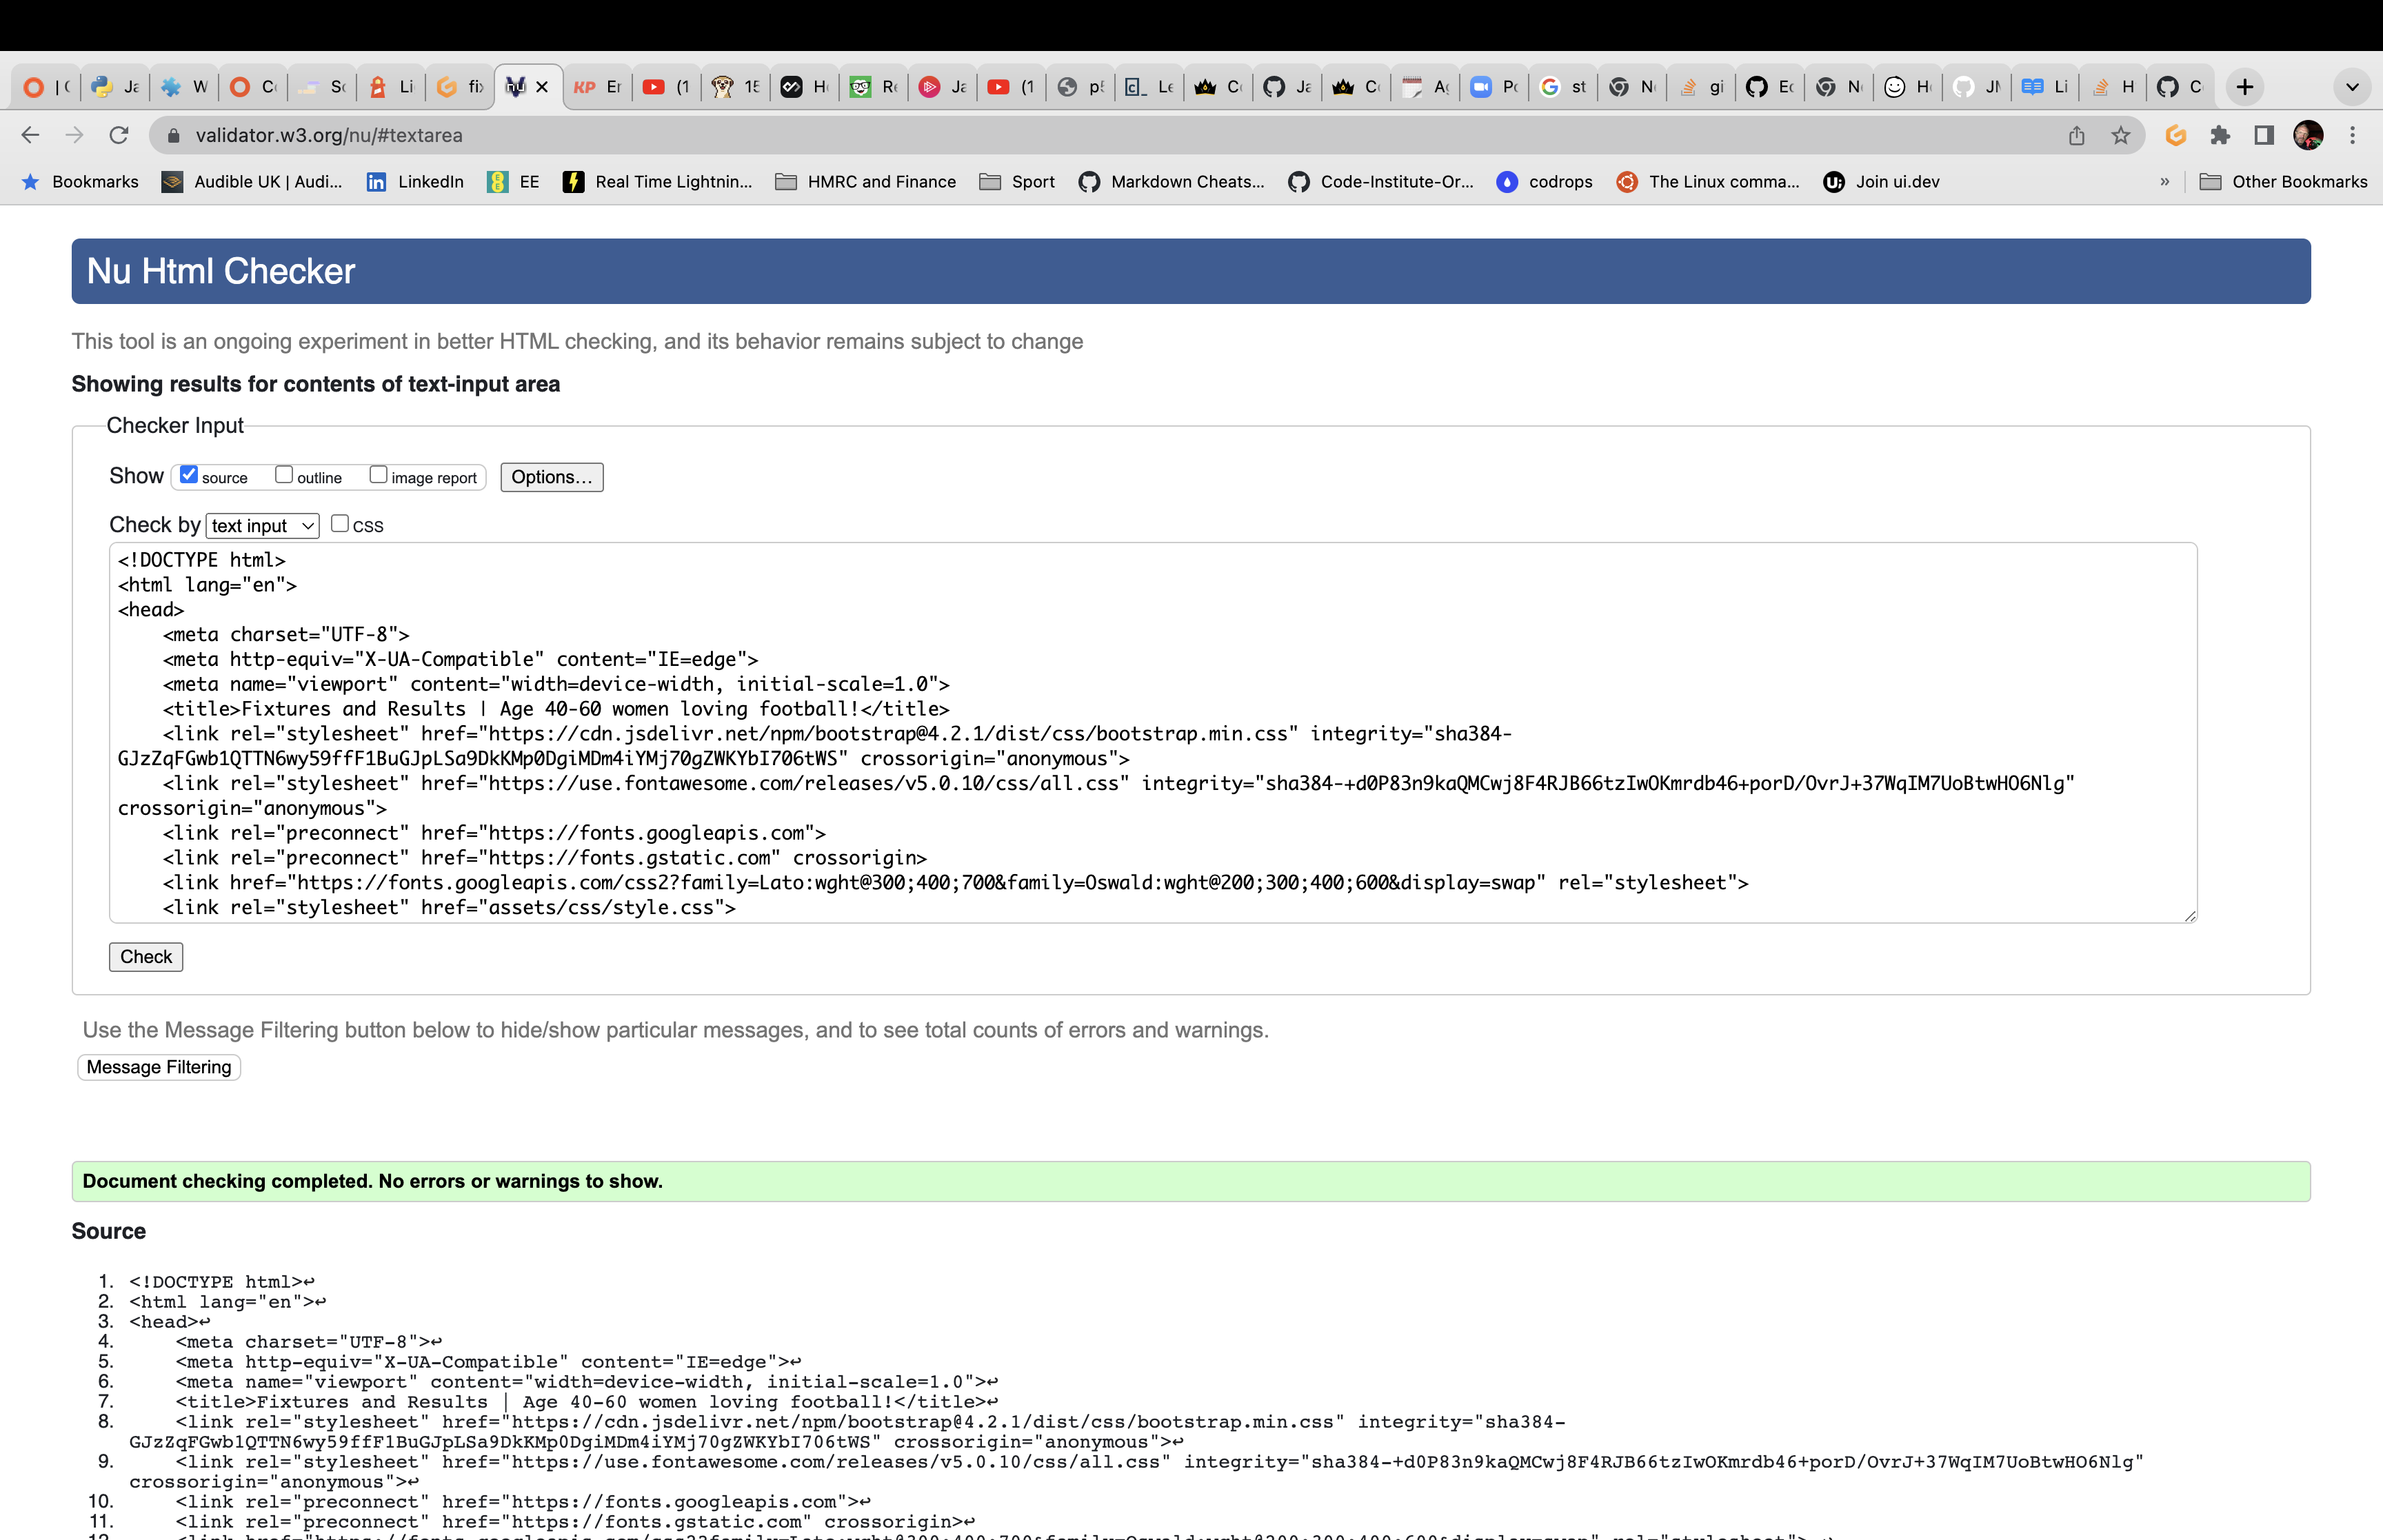 | C
Ja
W
C
Sc
Li
fix
KP Er
(1
15
H
Re
Ja
(1
p5
Le
C
Ja
C
Aç
Pc
st
N
gi
Ec
N
H
JN
Li
H
C
validator.w3.org/nu/#textarea
Bookmarks Audible UK | Audi... LinkedIn EE Real Time Lightnin... HMRC and Finance Sport Markdown Cheats... Code-Institute-Or... codrops The Linux comma... Join ui.dev » Other Bookmarks
Nu Html Checker
This tool is an ongoing experiment in better HTML checking, and its behavior remains subject to change
Showing results for contents of text-input area
Checker Input
Show source outline image report Options...
Check by text input CSS
<!DOCTYPE html>
<html lang="en">
<head>
<meta charset="UTF-8">
<meta http-equiv="X-UA-Compatible" content="IE=edge">
<meta name="viewport" content="width=device-width, initial-scale=1.0">
<title>Fixtures and Results | Age 40-60 women loving football!</title>
<link rel="stylesheet" href="https://cdn.jsdelivr.net/npm/bootstrap@4.2.1/dist/css/bootstrap.min.css" integrity="sha384-
GJzZqFGwb1QTTN6wy59ffF1BuGJpLSa9DkKMp0DgiMDm4iYMj70gZWKYbI706tWS" crossorigin="anonymous">
<link rel="stylesheet" href="https://use.fontawesome.com/releases/v5.0.10/css/all.css" integrity="sha384-+d0P83n9kaQMCwj8F4RJB66tzIwOKmrdb46+porD/OvrJ+37WqIM7UoBtwHO6Nlg"
crossorigin="anonymous">
<link rel="preconnect" href="https://fonts.googleapis.com">
<link rel="preconnect" href="https://fonts.gstatic.com" crossorigin>
<link href="https://fonts.googleapis.com/css2?family=Lato:wght@300;400;700&family=Oswald:wght@200;300;400;600&display=swap" rel="stylesheet">
<link rel="stylesheet" href="assets/css/style.css">
Check
Use the Message Filtering button below to hide/show particular messages, and to see total counts of errors and warnings.
Message Filtering
Document checking completed. No errors or warnings to show.
Source
1. <!DOCTYPE html>↩
2. <html lang="en">↩
3. <head>↩
4. <meta charset="UTF-8">↩
5. <meta http-equiv="X-UA-Compatible" content="IE=edge">↩
6. <meta name="viewport" content="width=device-width, initial-scale=1.0">↩
7. <title>Fixtures and Results | Age 40-60 women loving football!</title>↩
8. <link rel="stylesheet" href="https://cdn.jsdelivr.net/npm/bootstrap@4.2.1/dist/css/bootstrap.min.css" integrity="sha384-
GJzZqFGwb1QTTN6wy59ffF1BuGJpLSa9DkKMp0DgiMDm4iYMj70gZWKYbI706tWS" crossorigin="anonymous">↩
9. <link rel="stylesheet" href="https://use.fontawesome.com/releases/v5.0.10/css/all.css" integrity="sha384-+d0P83n9kaQMCwj8F4RJB66tzIwOKmrdb46+porD/OvrJ+37WqIM7UoBtwHO6Nlg"
crossorigin="anonymous">↩
10. <link rel="preconnect" href="https://fonts.googleapis.com">↩
11. <link rel="preconnect" href="https://fonts.gstatic.com" crossorigin>↩